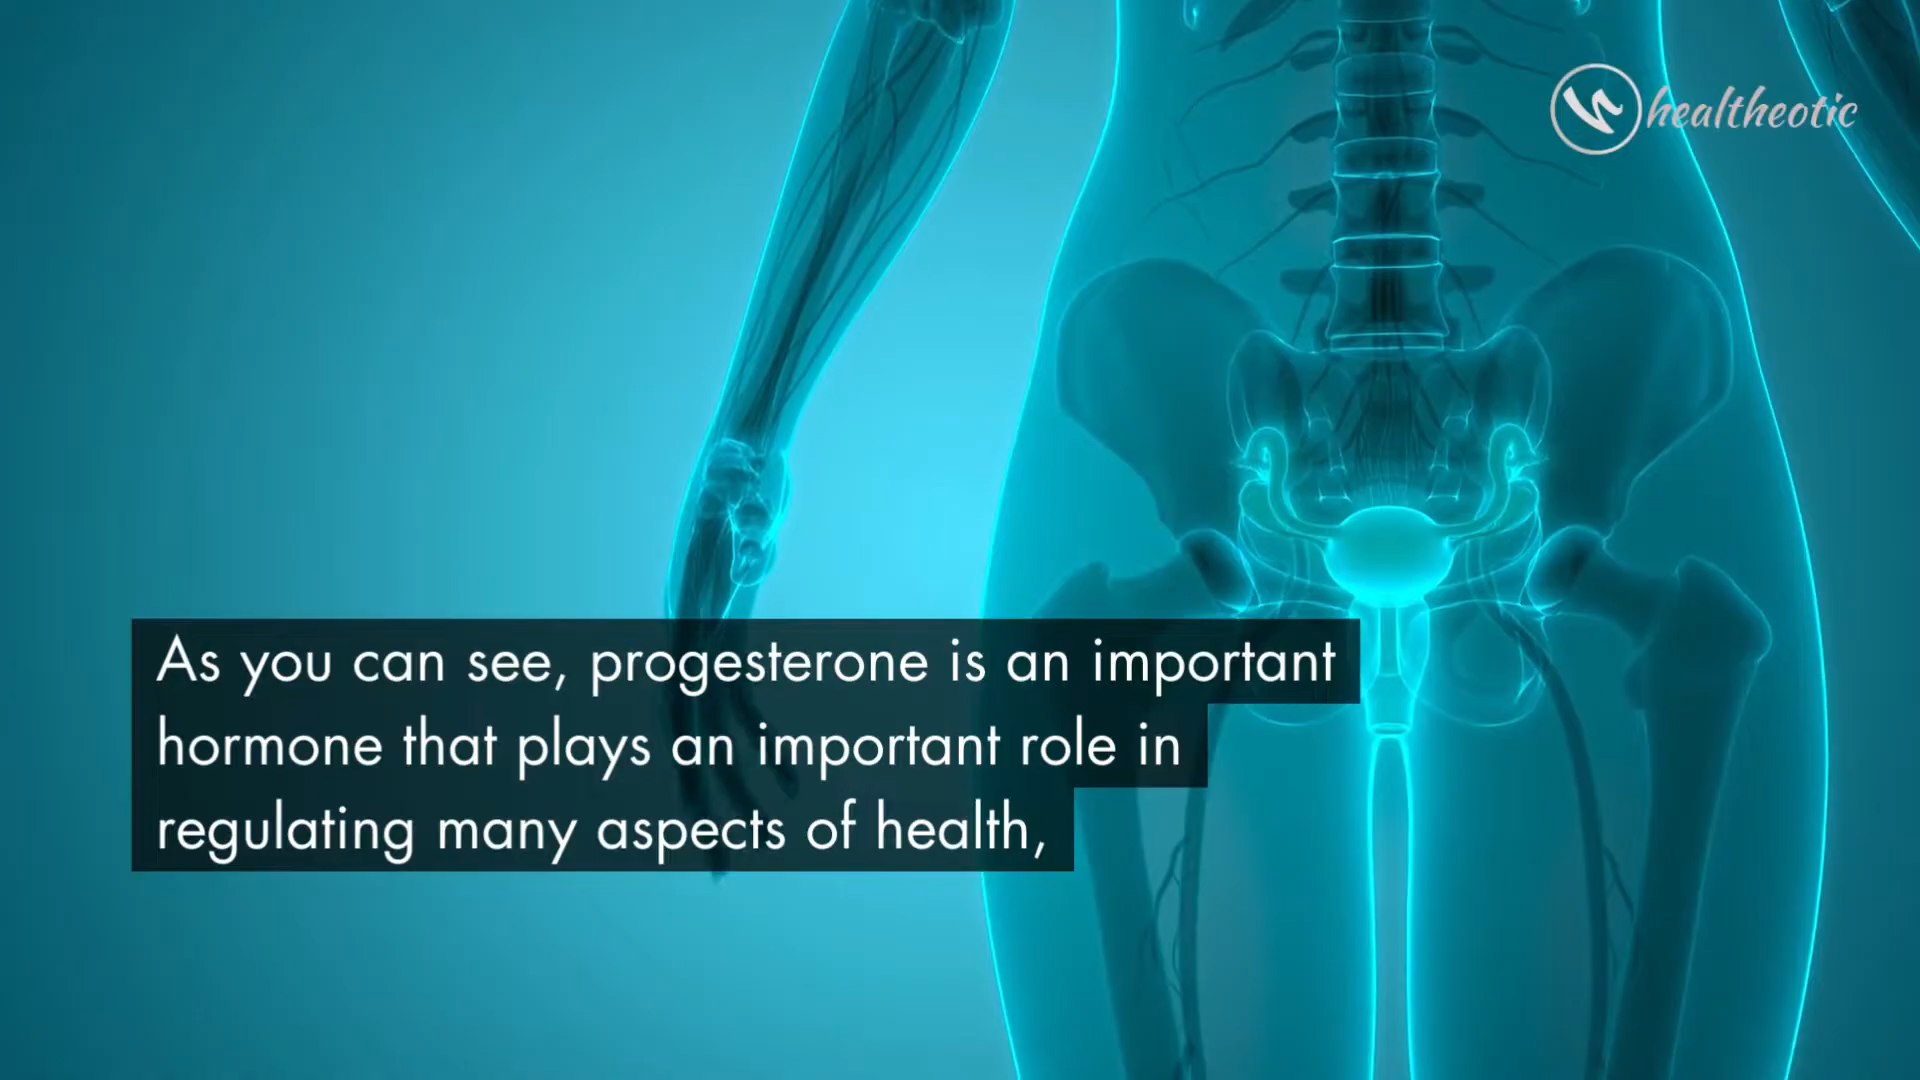 healtheotic
As you can see, progesterone is an important
hormone that plays an important role in
regulating many aspects of health,